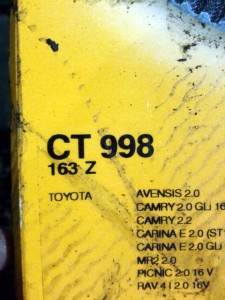 CT 998
163 Z
TOYOTA
AVENSIS 2.0
CAMRY 2.0 GLi 16
CAMRY 2.2
CARINA E 2.0 (ST
CARINA E 2.0 GLi
MR2 2.0
PICNIC 2.0 16 V
RAV 4 I 2.0 16V